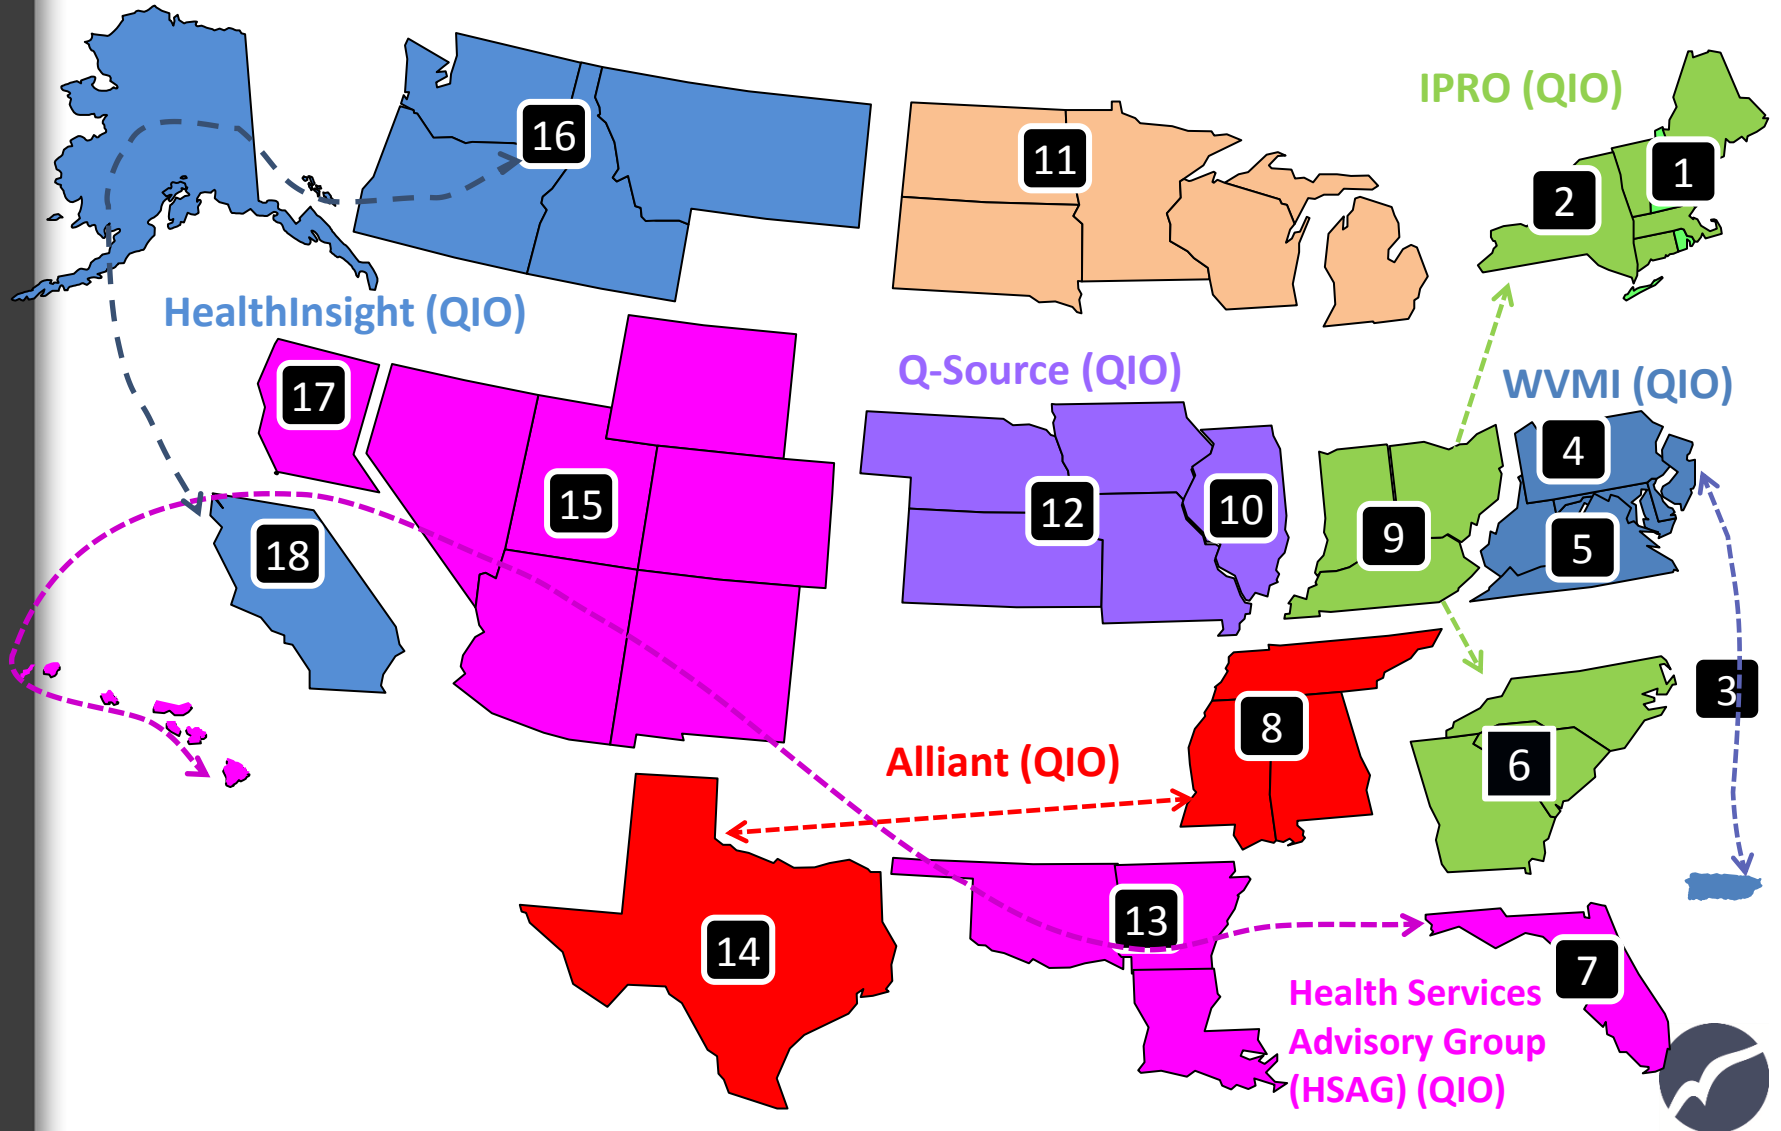 IPRO (QIO)
16
11
1
2
HealthInsight (QIO)
Q-Source (QIO)
WVMI (QIO)
17
4
15
12
10
9
5
18
3
8
Alliant (QIO)
6
13
14
7
Health Services
Advisory Group
(HSAG) (QIO)